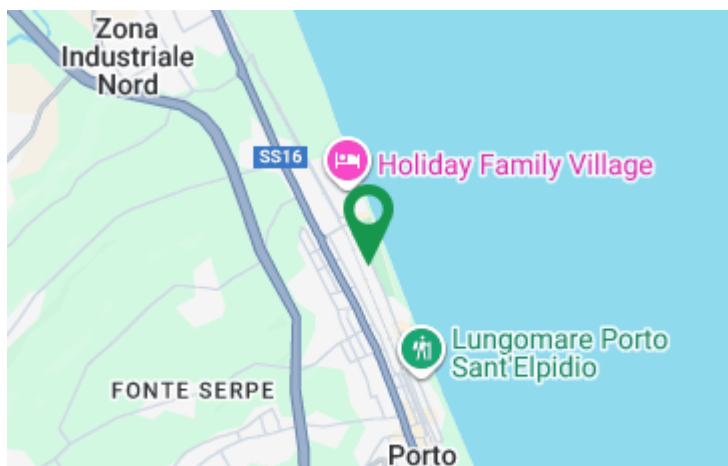 Zona
Industriale
Nord
SS16
Holiday Family Village
Lungomare Porto
Sant'Elpidio
FONTE SERPE
Porto